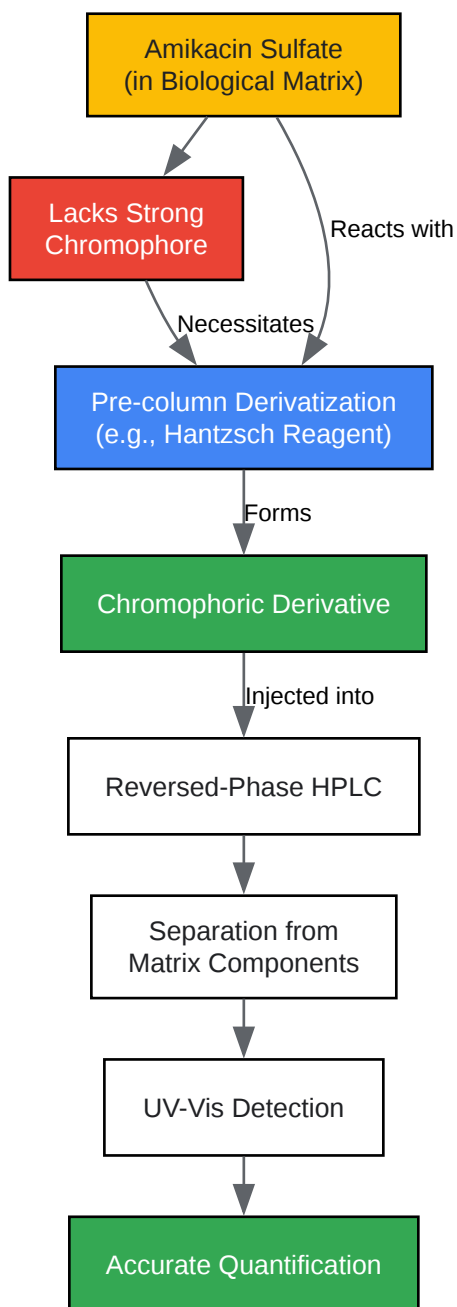 Amikacin Sulfate
(in Biological Matrix)
Lacks Strong
Chromophore
Reacts with
Necessitates
Pre-column Derivatization
(e.g., Hantzsch Reagent)
Forms
Chromophoric Derivative
Injected into
Reversed-Phase HPLC
Separation from
Matrix Components
UV-Vis Detection
Accurate Quantification